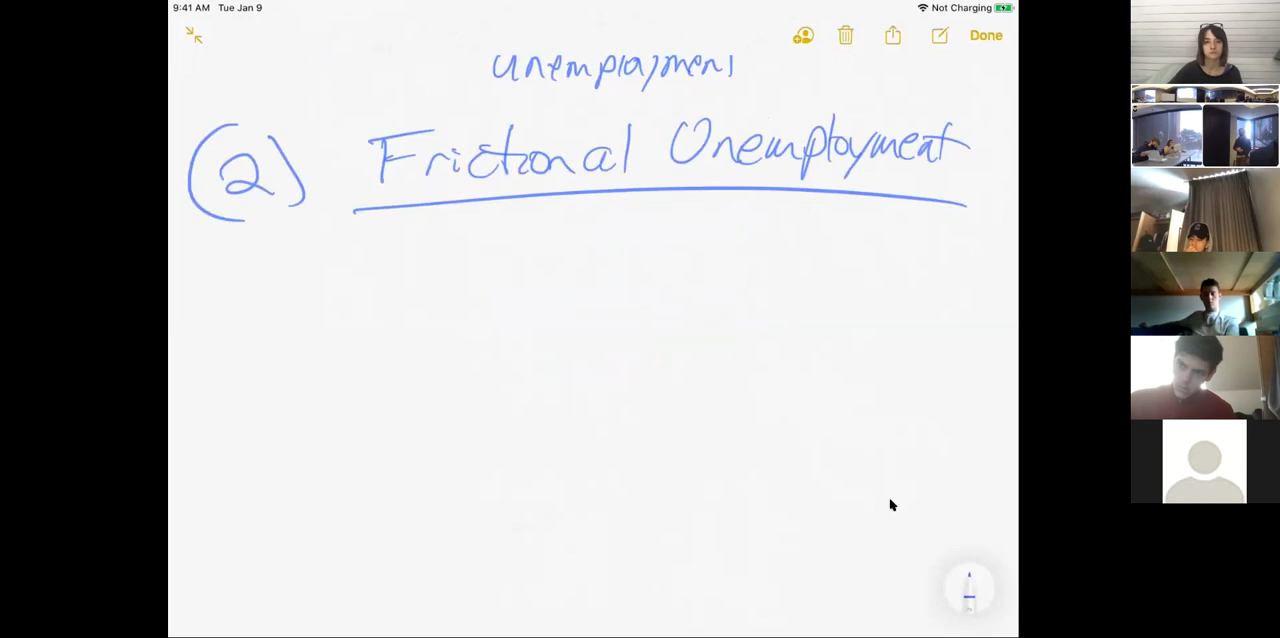 9:41 AM Tue Jan 9 Not Charging
Done
Unemployment
(2) Frictional Unemployment